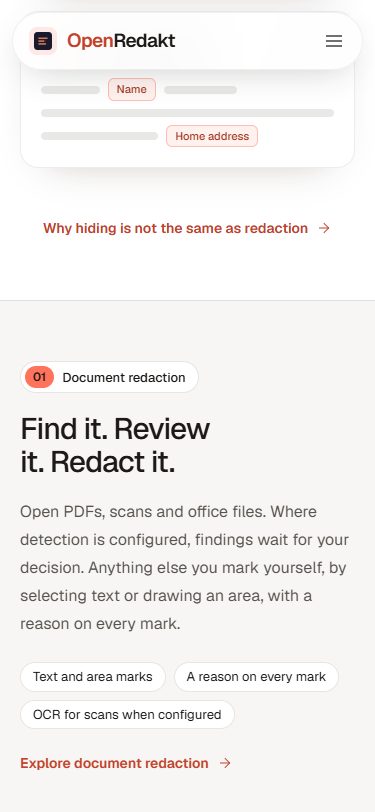 OpenRedakt
Name
Home address
Why hiding is not the same as redaction →
01 Document redaction
Find it. Review
it. Redact it.
Open PDFs, scans and office files. Where
detection is configured, findings wait for your
decision. Anything else you mark yourself, by
selecting text or drawing an area, with a
reason on every mark.
Text and area marks A reason on every mark
OCR for scans when configured
Explore document redaction →